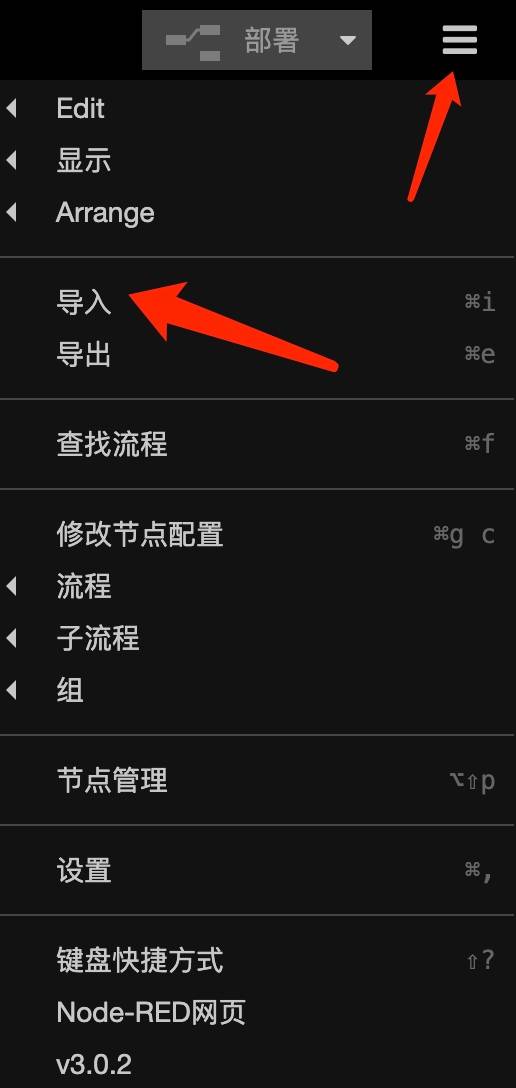 部署
Edit
显示
Arrange
导入 ⌘i
导出 ⌘e
查找流程 ⌘f
修改节点配置 ⌘g c
流程
子流程
组
节点管理 ⌥⇧p
设置 ⌘,
键盘快捷方式 ⇧?
Node-RED网页
v3.0.2